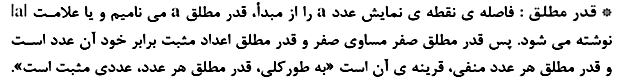 * قدر مطلق : فاصله ی نقطه ی نمایش عدد a را از مبدأ، قدر مطلق a می نامیم و یا علامت |a|
نوشته می شود. پس قدر مطلق صفر مساوی صفر و قدر مطلق اعداد مثبت برابر خود آن عدد است
و قدر مطلق هر عدد منفی، قرینه ی آن است «به طورکلی، قدر مطلق هر عدد، عددی مثبت است».